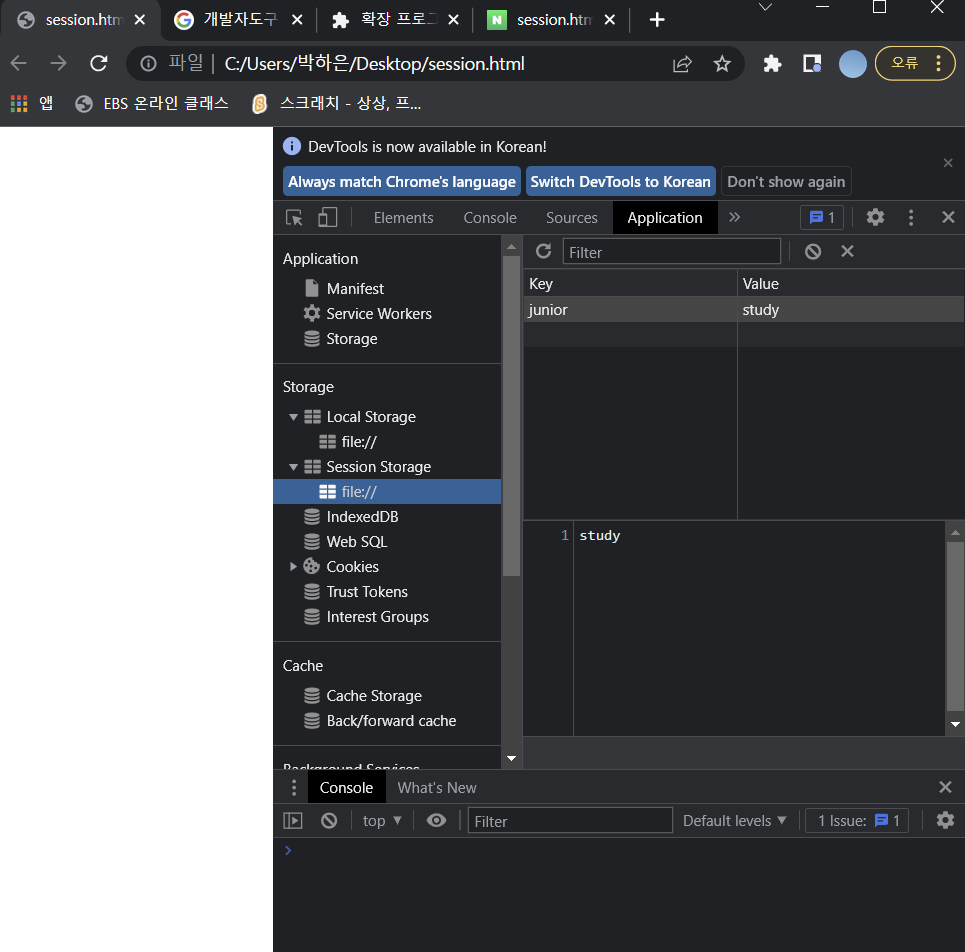 session.htm 개발자도구 확장 프로그 session.htm
파일 C:/Users/박하은/Desktop/session.html 오류
앱 EBS 온라인 클래스 스크래치 - 상상, 프...
DevTools is now available in Korean!
Always match Chrome's language Switch DevTools to Korean Don't show again
Elements Console Sources Application 1
Application
Manifest
Service Workers
Storage
Storage
Local Storage
file://
Session Storage
file://
IndexedDB
Web SQL
Cookies
Trust Tokens
Interest Groups
Cache
Cache Storage
Back/forward cache
Background Services
Filter
Key Value
junior study
1 study
Console What's New
top Filter Default levels 1 Issue: 1